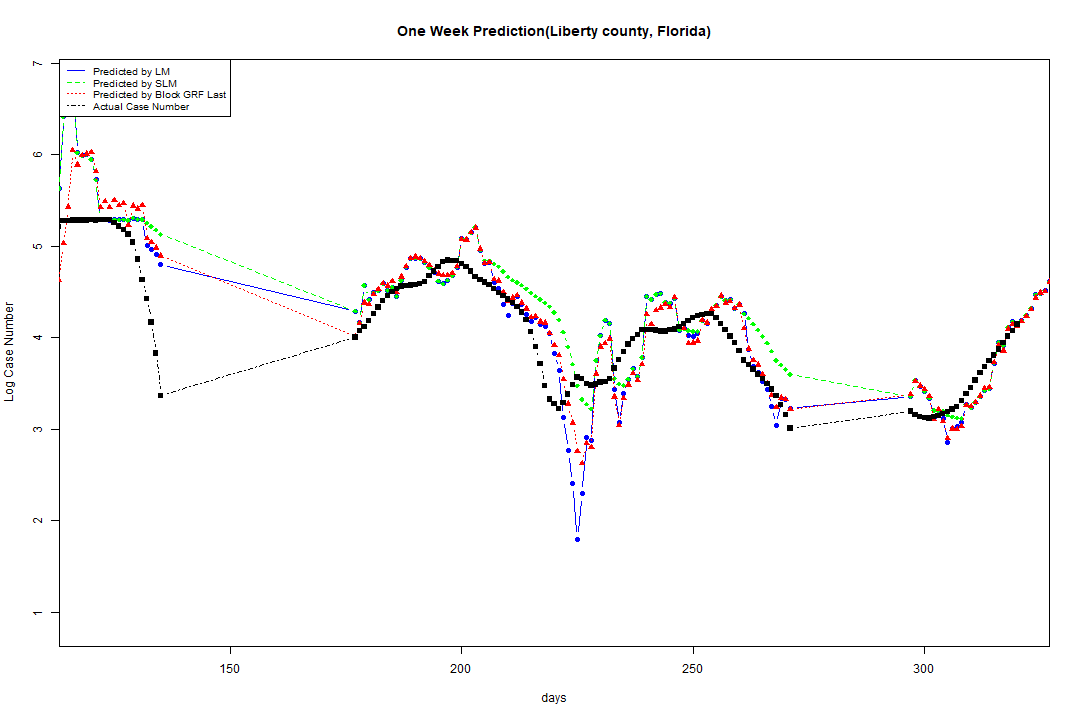 One Week Prediction(Liberty county, Florida)
7
6
5
4
3
2
1
Log Case Number
Predicted by LM
Predicted by SLM
Predicted by Block GRF Last
Actual Case Number
150
200
250
300
days